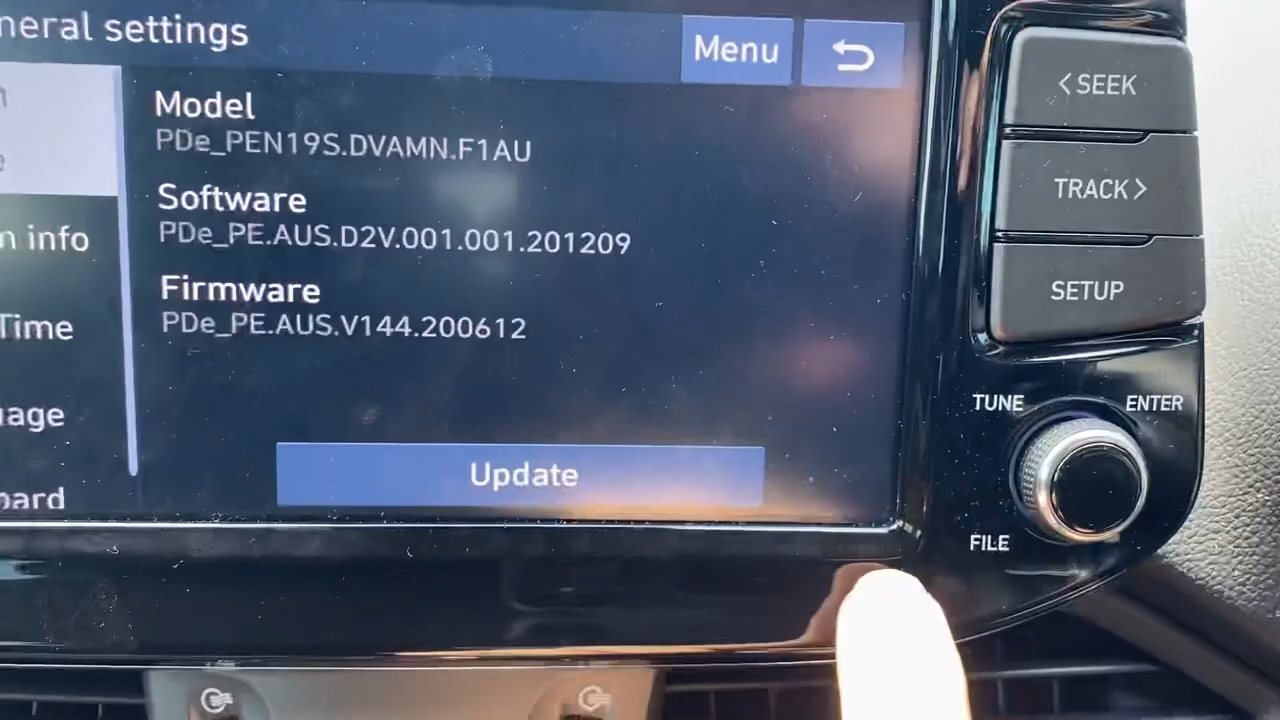 neral settings
Menu
Model
PDe_PEN19S.DVAMN.F1AU
Software
PDe_PE.AUS.D2V.001.001.201209
n info
Firmware
PDe_PE.AUS.V144.200612
Time
uage
Update
oard
<SEEK
TRACK>
SETUP
TUNE
ENTER
FILE